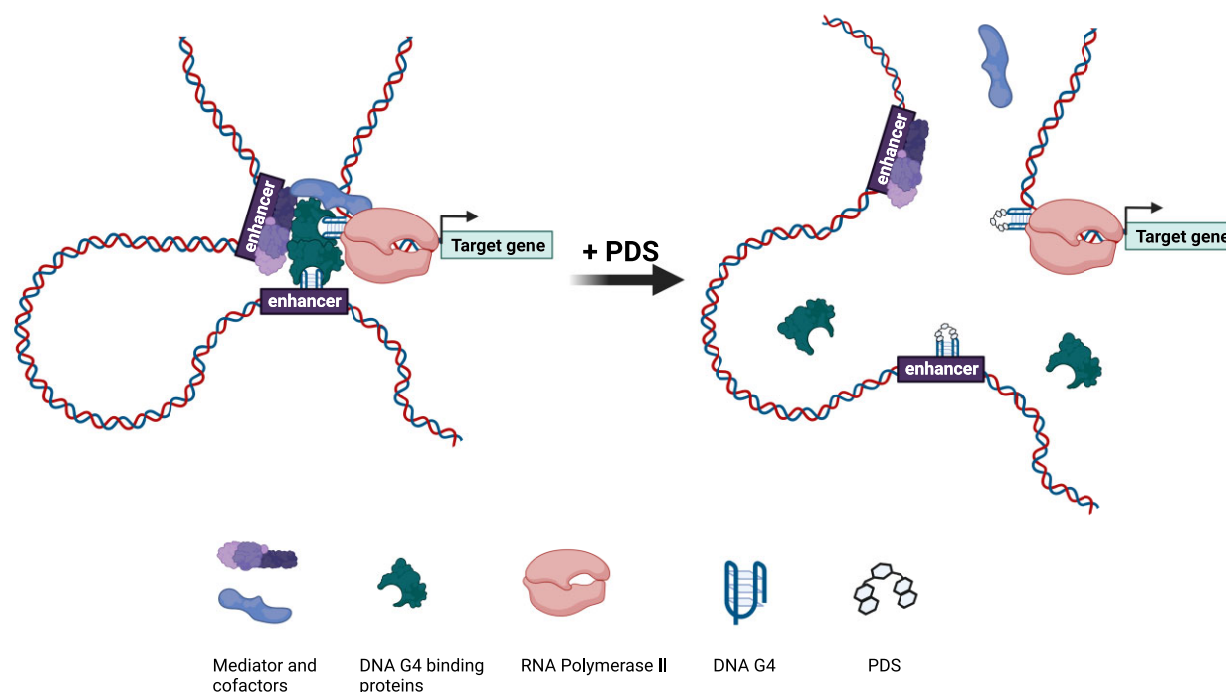 enhancer
enhancer
Target gene
+ PDS
enhancer
Target gene
enhancer
Mediator and
cofactors
DNA G4 binding
proteins
RNA Polymerase II
DNA G4
PDS